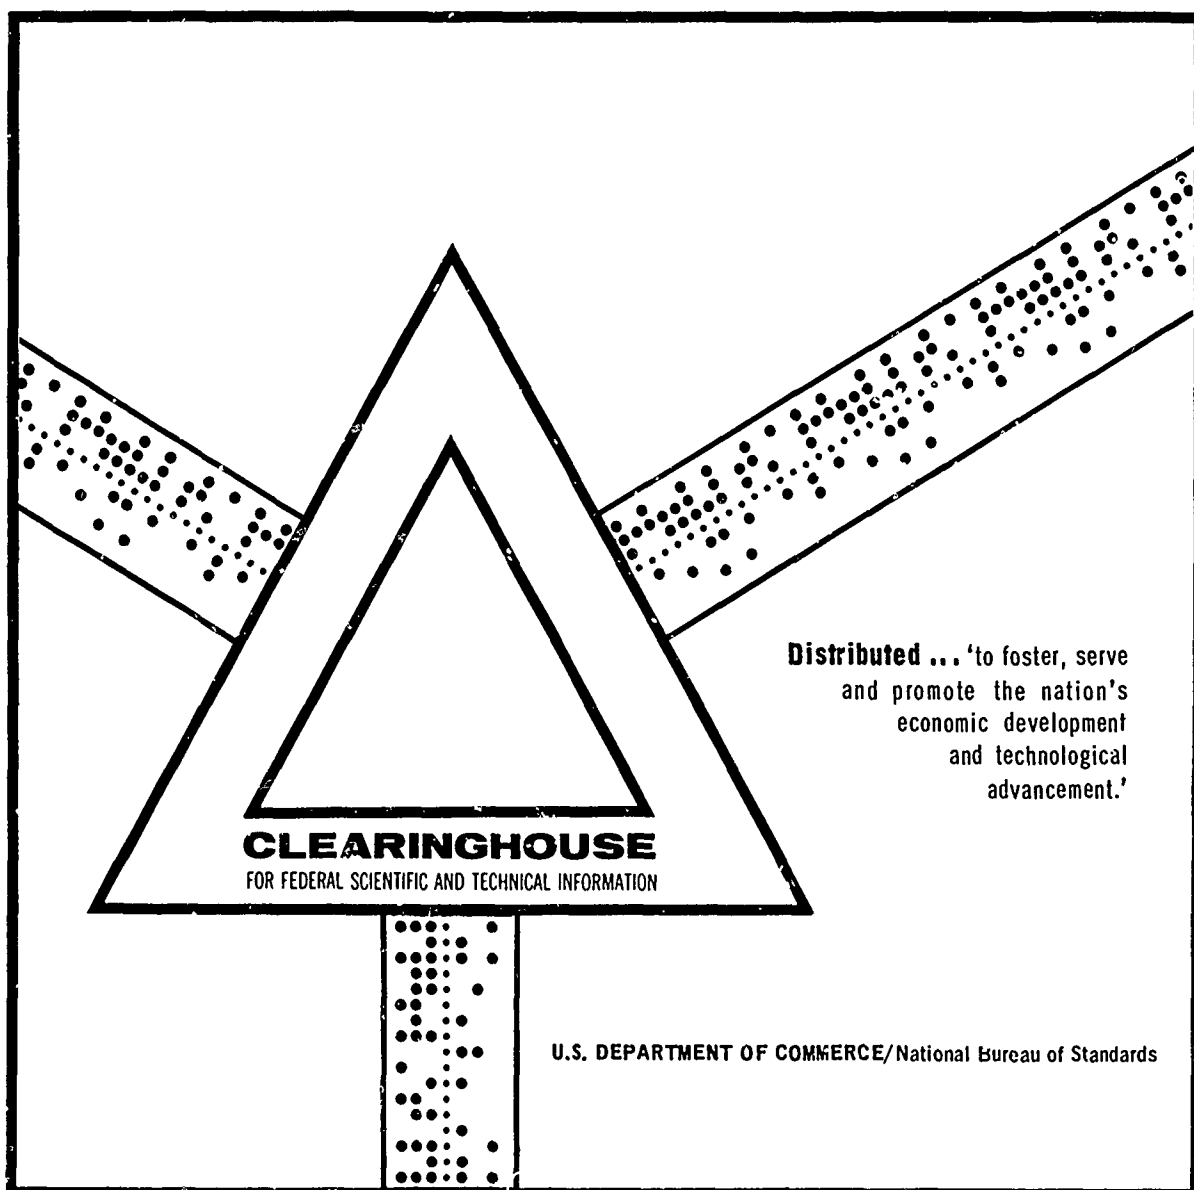 Distributed ... 'to foster, serve
and promote the nation's
economic development
and technological
advancement.'
CLEARINGHOUSE
FOR FEDERAL SCIENTIFIC AND TECHNICAL INFORMATION
U.S. DEPARTMENT OF COMMERCE/National Bureau of Standards